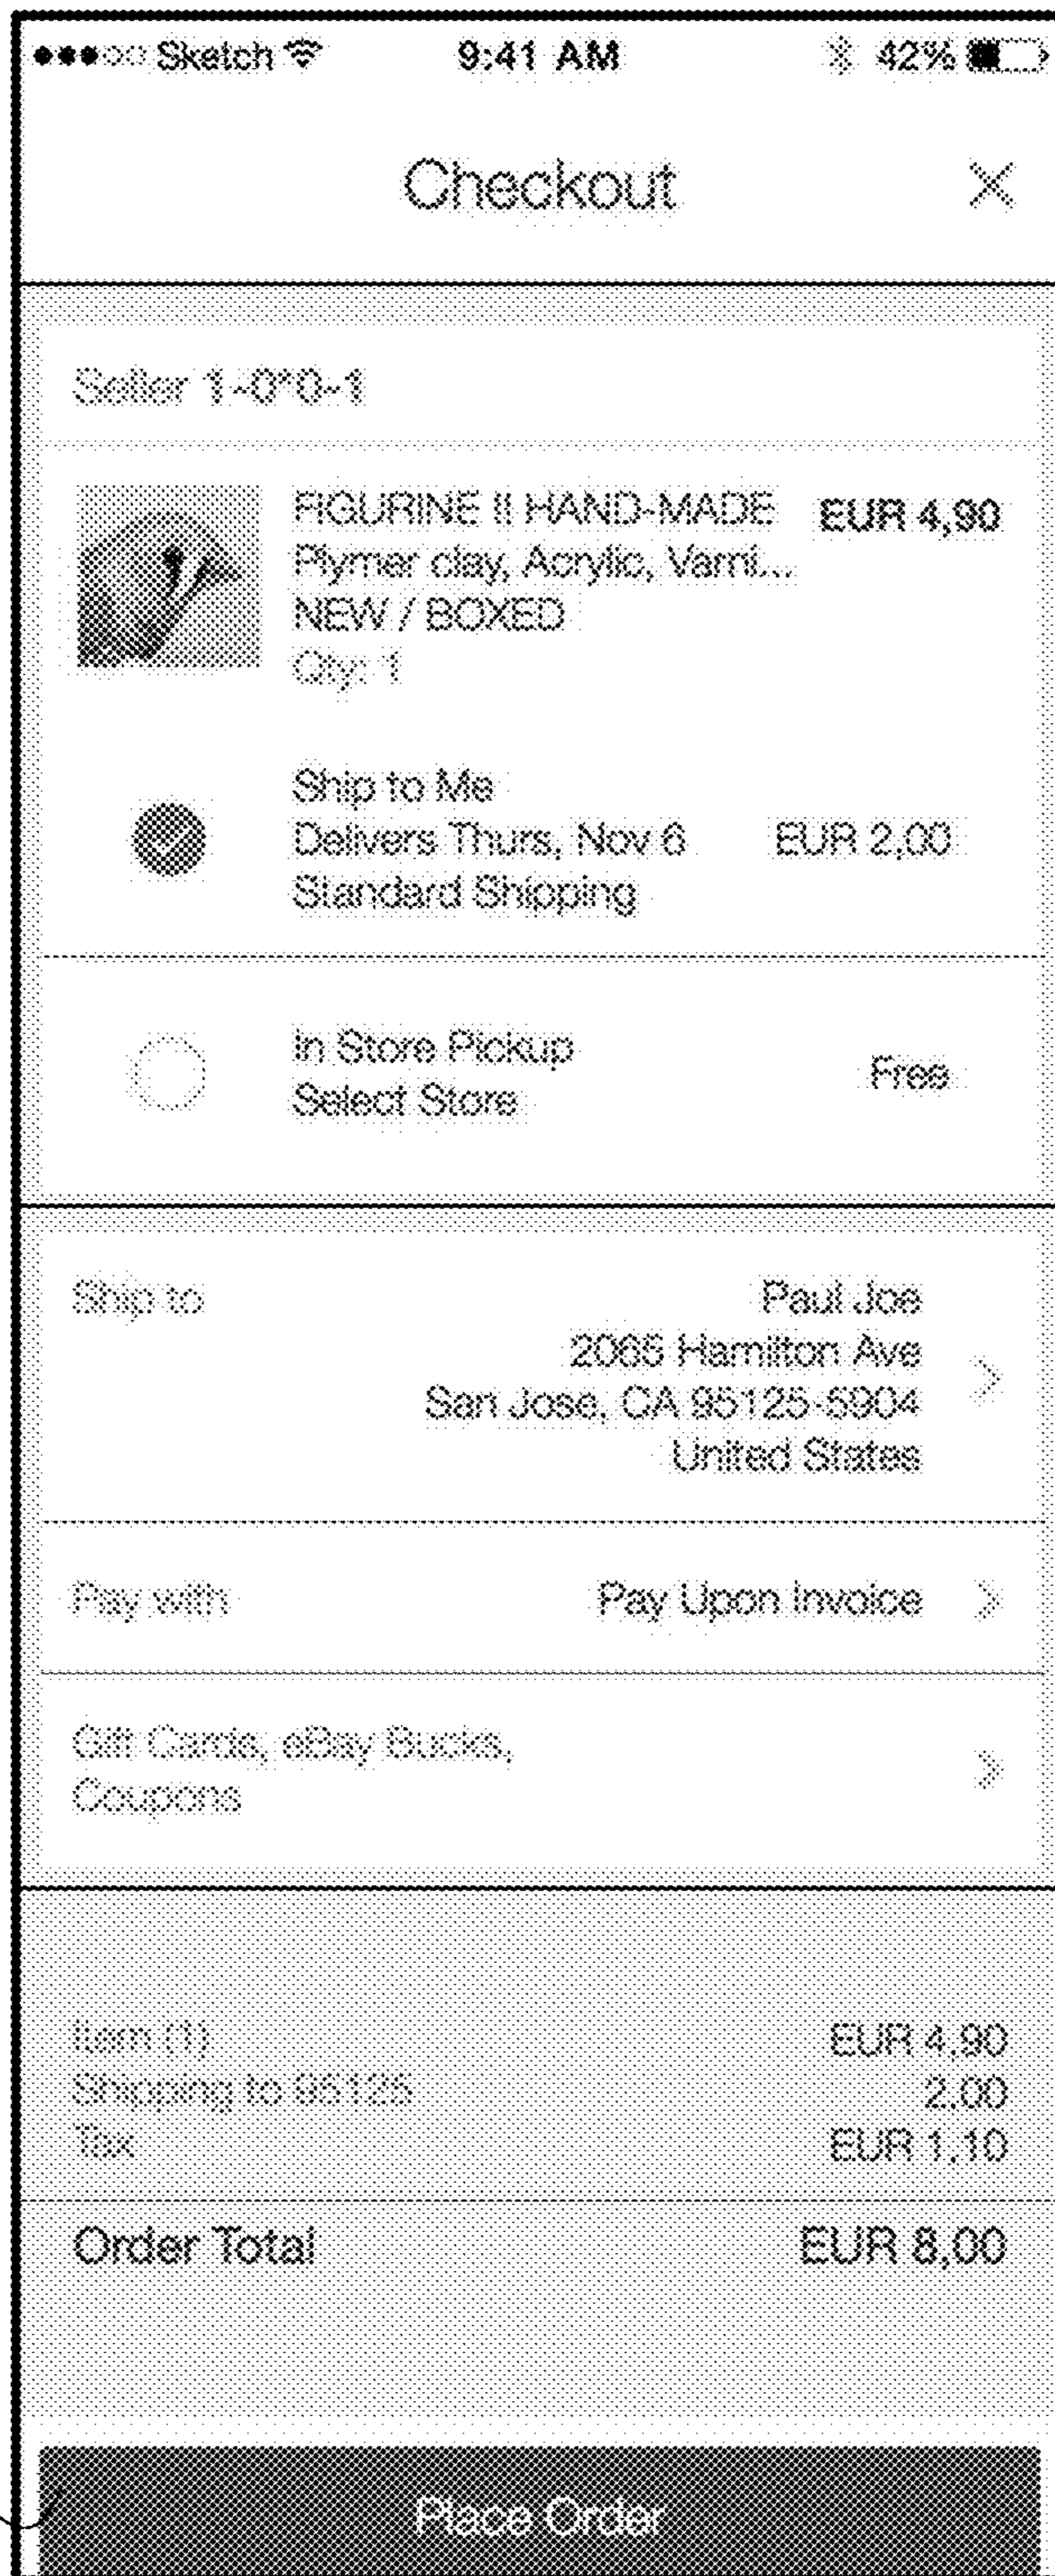 Sketch 9:41 AM 42%
Checkout
Seller 1-0*0-1
FIGURINE !! HAND-MADE EUR 4,90
Plymer clay, Acrylic, Varni...
NEW / BOXED
Qty: 1
Ship to Me
Delivers Thurs, Nov 6 EUR 2,00
Standard Shipping
In Store Pickup
Select Store
Free
Ship to Paul Joe
2065 Hamilton Ave
San Jose, CA 95125-5904
United States
Pay with Pay Upon Invoice
Gift Cards, eBay Bucks,
Coupons
Item (1) EUR 4,90
Shipping to 95125 2,00
Tax EUR 1,10
Order Total EUR 8,00
Place Order